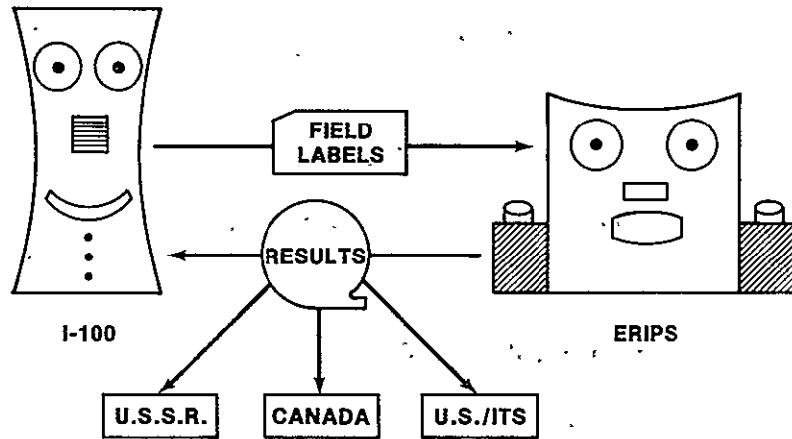 FIELD
LABELS
RESULTS
I-100
ERIPS
U.S.S.R.
CANADA
U.S./ITS